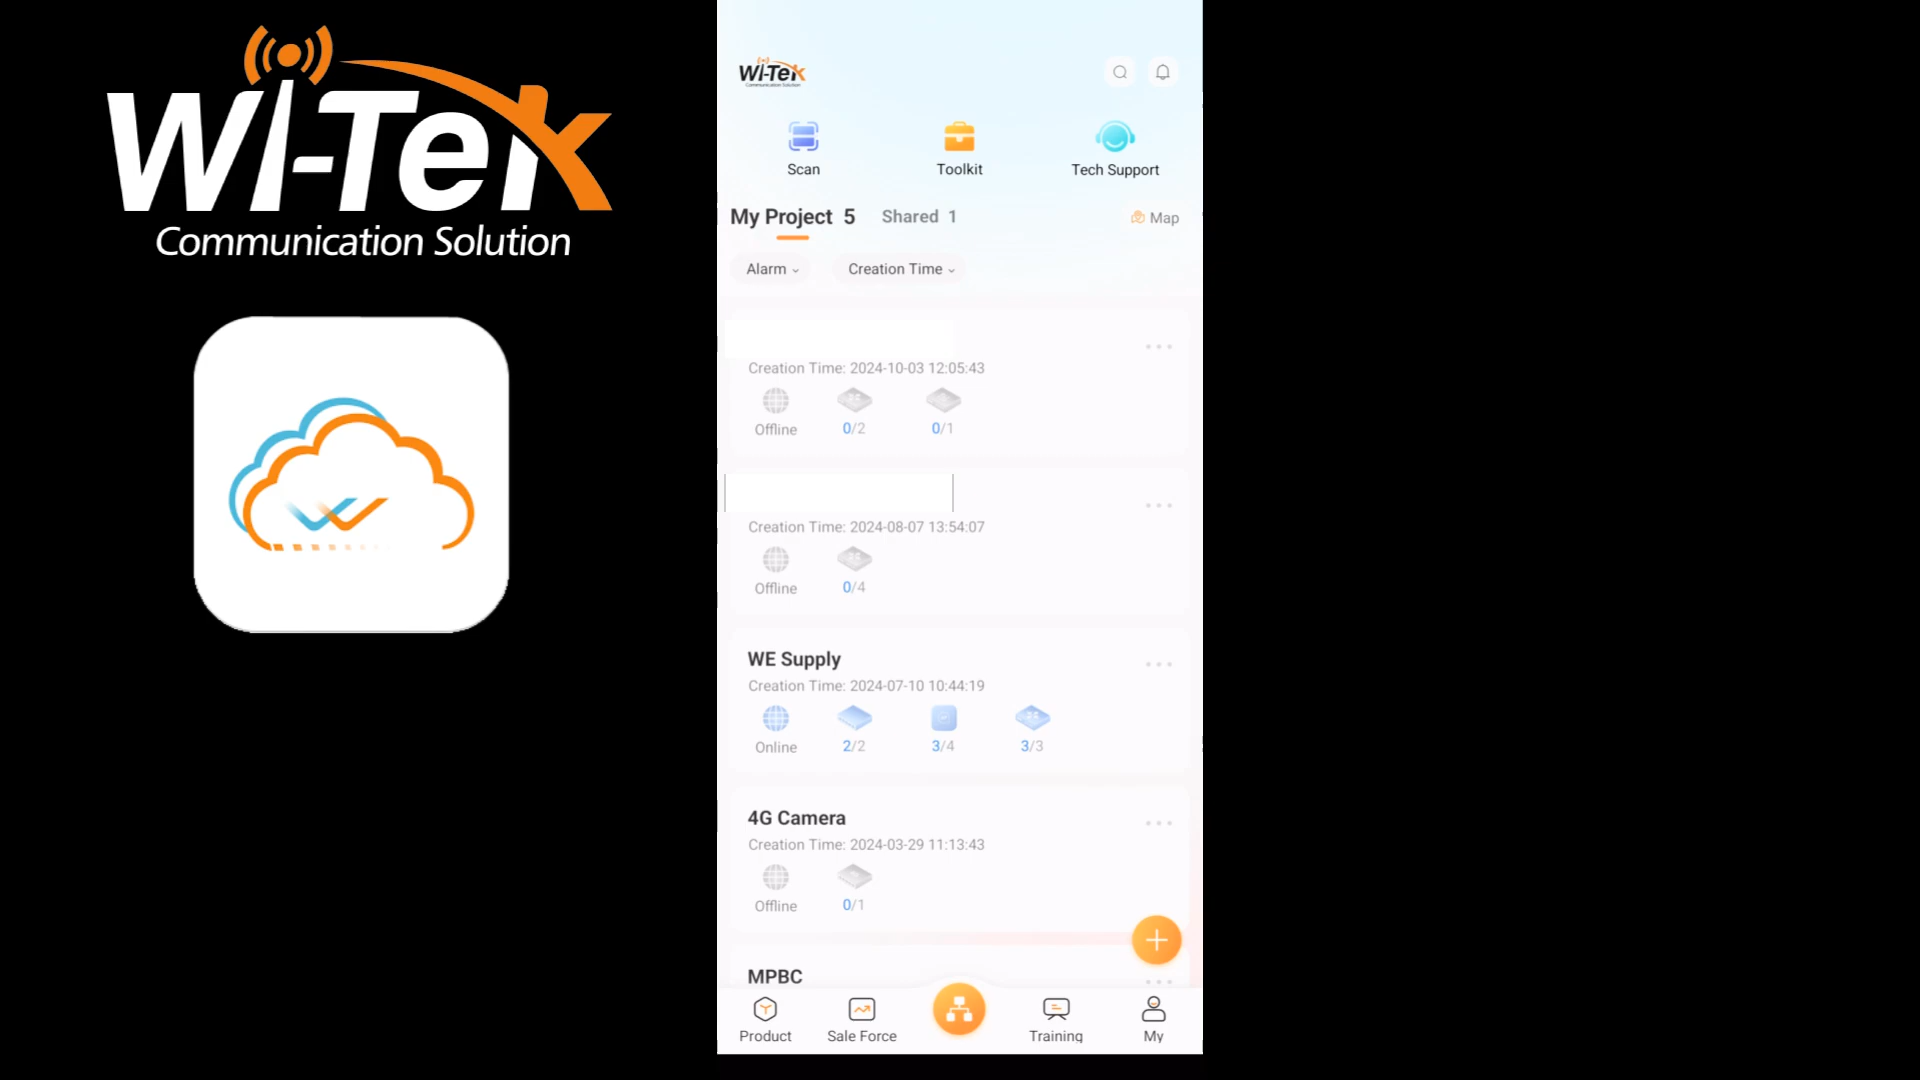 Wi-Tek
Communication Solution
Wi-Tek
Communication Solution
Scan
Toolkit
Tech Support
My Project 5
Shared 1
Map
Alarm
Creation Time
Creation Time: 2024-10-03 12:05:43
Offline
0/2
0/1
Creation Time: 2024-08-07 13:54:07
Offline
0/4
WE Supply
Creation Time: 2024-07-10 10:44:19
Online
2/2
3/4
3/3
4G Camera
Creation Time: 2024-03-29 11:13:43
Offline
0/1
MPBC
Product
Sale Force
Training
My